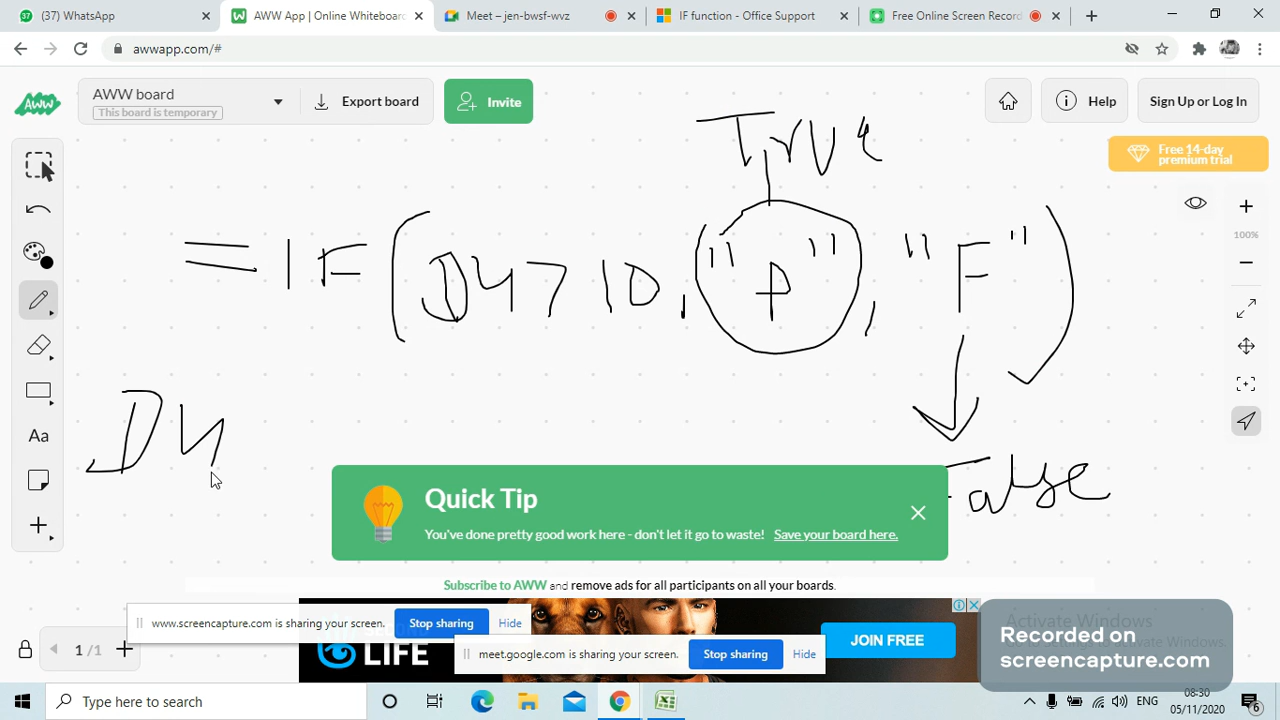 (37) WhatsApp
AWW App | Online Whiteboard
Meet – jen-bwsf-wvz
IF function - Office Support
Free Online Screen Record
awwapp.com/#
AWW
AWW board
This board is temporary
Export board
Invite
Help
Sign Up or Log In
Free 14-day
premium trial
True
=IF(D4>10,"P","F")
100%
D4
False
Aa
Quick Tip
You've done pretty good work here - don't let it go to waste! Save your board here.
Subscribe to AWW and remove ads for all participants on all your boards.
www.screencapture.com is sharing your screen. Stop sharing Hide
meet.google.com is sharing your screen. Stop sharing Hide
LIFE
JOIN FREE
Activate Windows
Recorded on
screencapture.com
1 / 1
Type here to search
ENG
08:30
05/11/2020
6